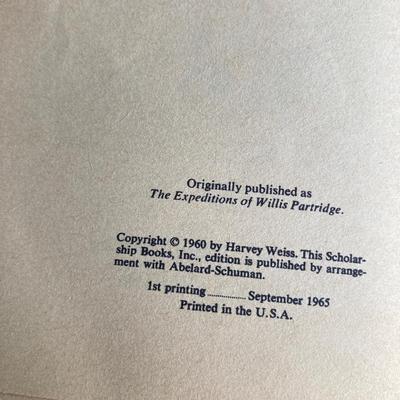 Originally published as
The Expeditions of Willis Partridge.
Copyright © 1960 by Harvey Weiss. This Scholar-
ship Books, Inc., edition is published by arrange-
ment with Abelard-Schuman.
1st printing................... September 1965
Printed in the U.S.A.